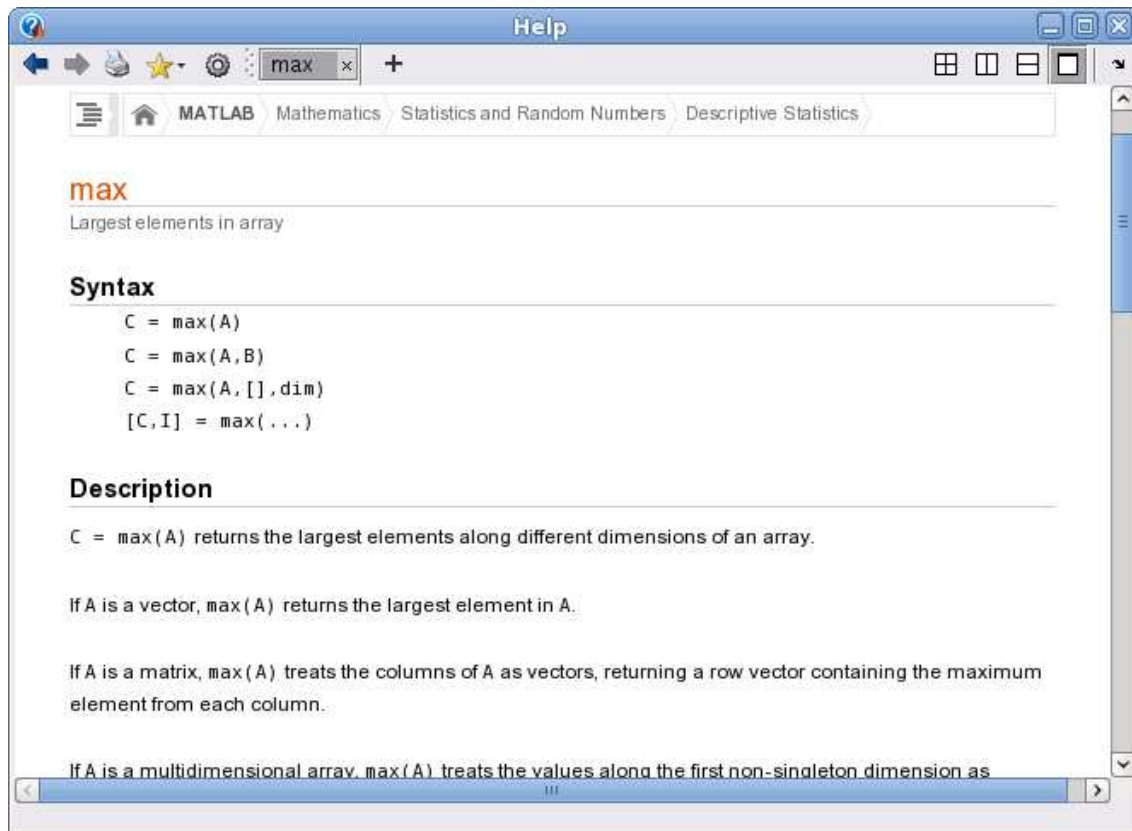 Help
max
MATLAB Mathematics Statistics and Random Numbers Descriptive Statistics
max
Largest elements in array
Syntax
C = max(A)
C = max(A,B)
C = max(A,[],dim)
[C,I] = max(...)
Description
C = max(A) returns the largest elements along different dimensions of an array.
If A is a vector, max(A) returns the largest element in A.
If A is a matrix, max(A) treats the columns of A as vectors, returning a row vector containing the maximum
element from each column.
If A is a multidimensional array, max(A) treats the values along the first non-singleton dimension as